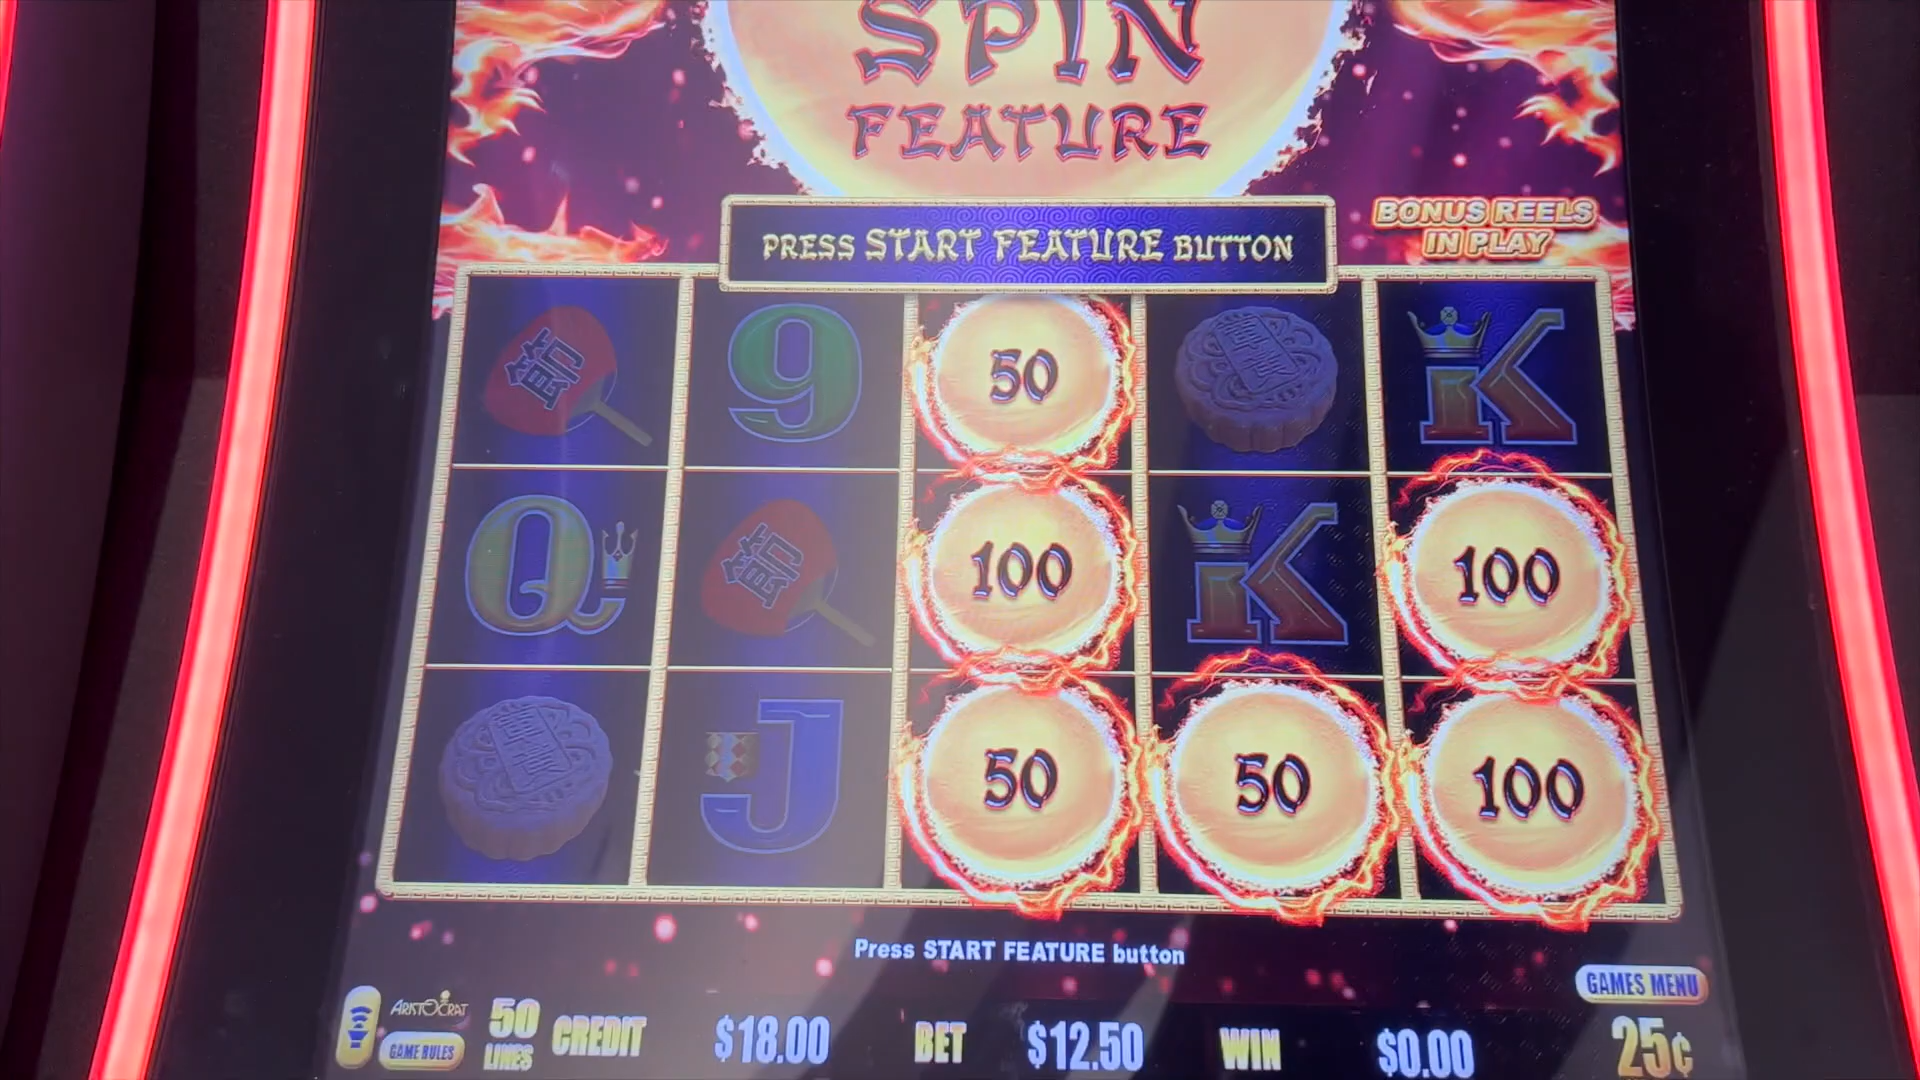 SPIN
FEATURE
BONUS REELS
IN PLAY
PRESS START FEATURE BUTTON
9
50
K
Q
100
K
100
J
50
50
100
Press START FEATURE button
GAMES MENU
ARISTOCRAT
GAME RULES
50
LINES
CREDIT
$18.00
BET
$12.50
WIN
$0.00
25¢